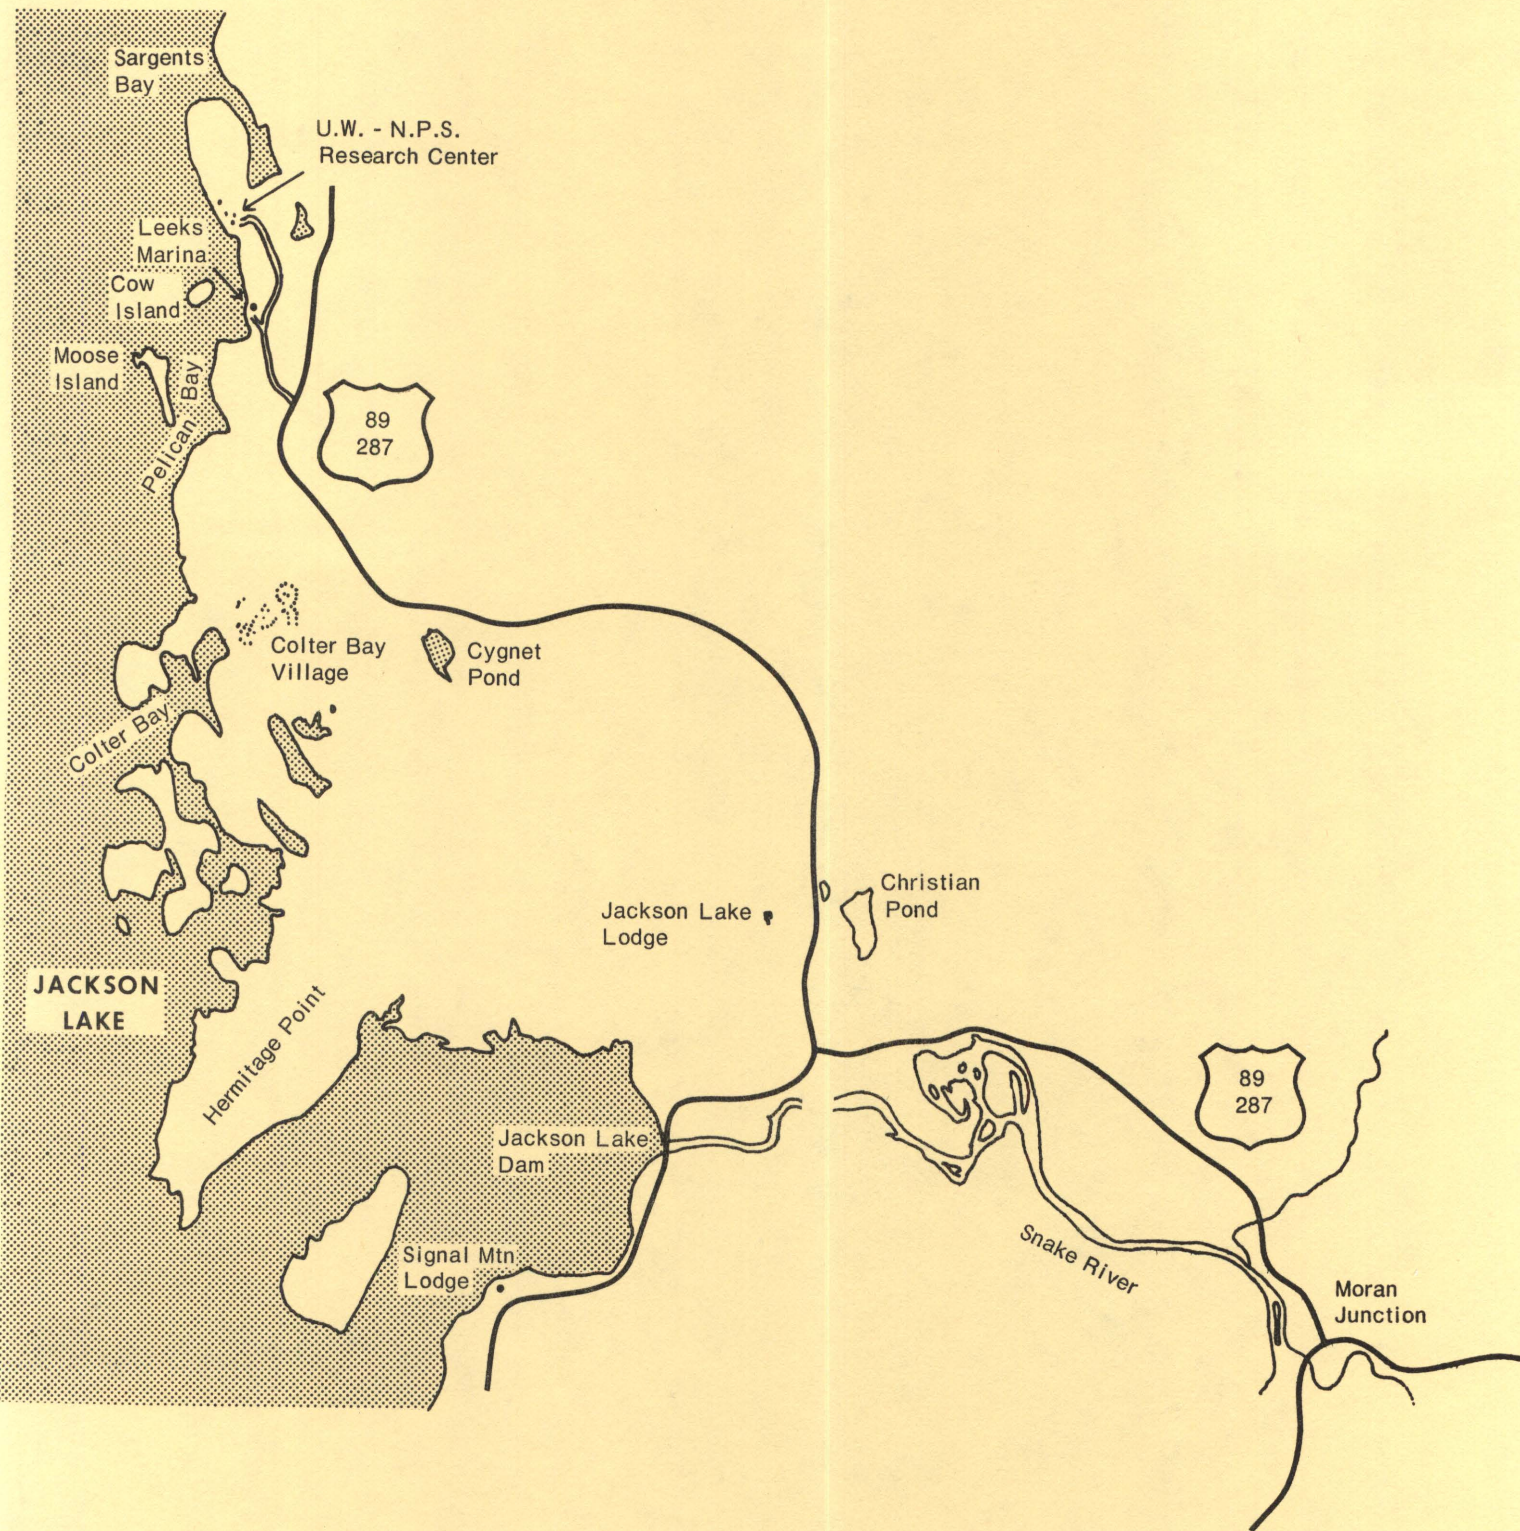 Sargents
Bay
U.W. - N.P.S.
Research Center
Leeks
Marina
Cow
Island
Moose
Island
Pelican Bay
89
287
Colter Bay
Village
Cygnet
Pond
Colter Bay
Christian
Pond
Jackson Lake
Lodge
JACKSON
LAKE
Hermitage Point
89
287
Jackson Lake
Dam
Signal Mtn
Lodge
Snake River
Moran
Junction